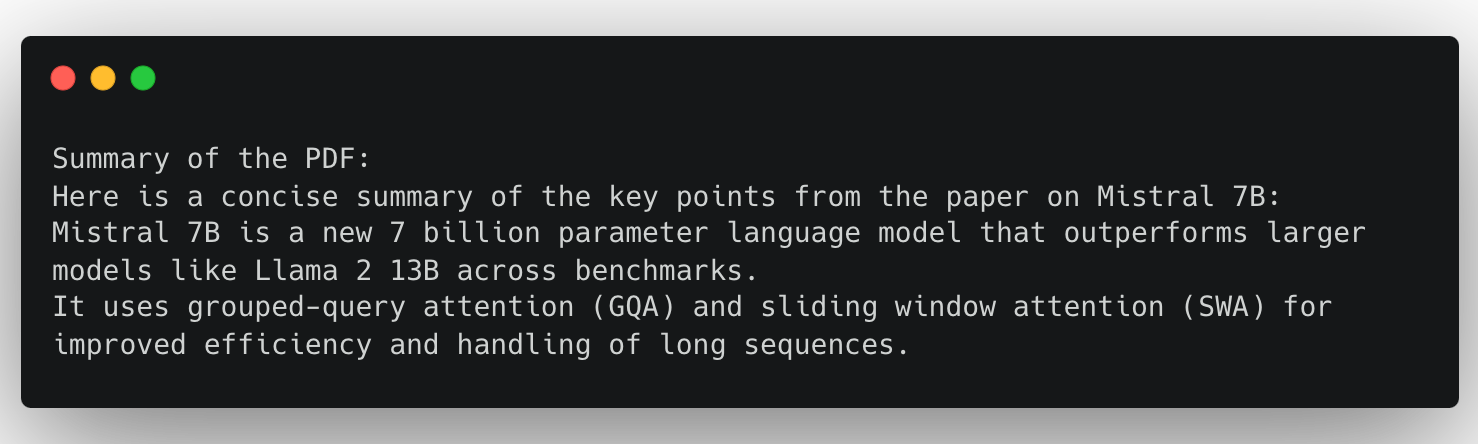 Summary of the PDF:
Here is a concise summary of the key points from the paper on Mistral 7B:
Mistral 7B is a new 7 billion parameter language model that outperforms larger
models like Llama 2 13B across benchmarks.
It uses grouped-query attention (GQA) and sliding window attention (SWA) for
improved efficiency and handling of long sequences.